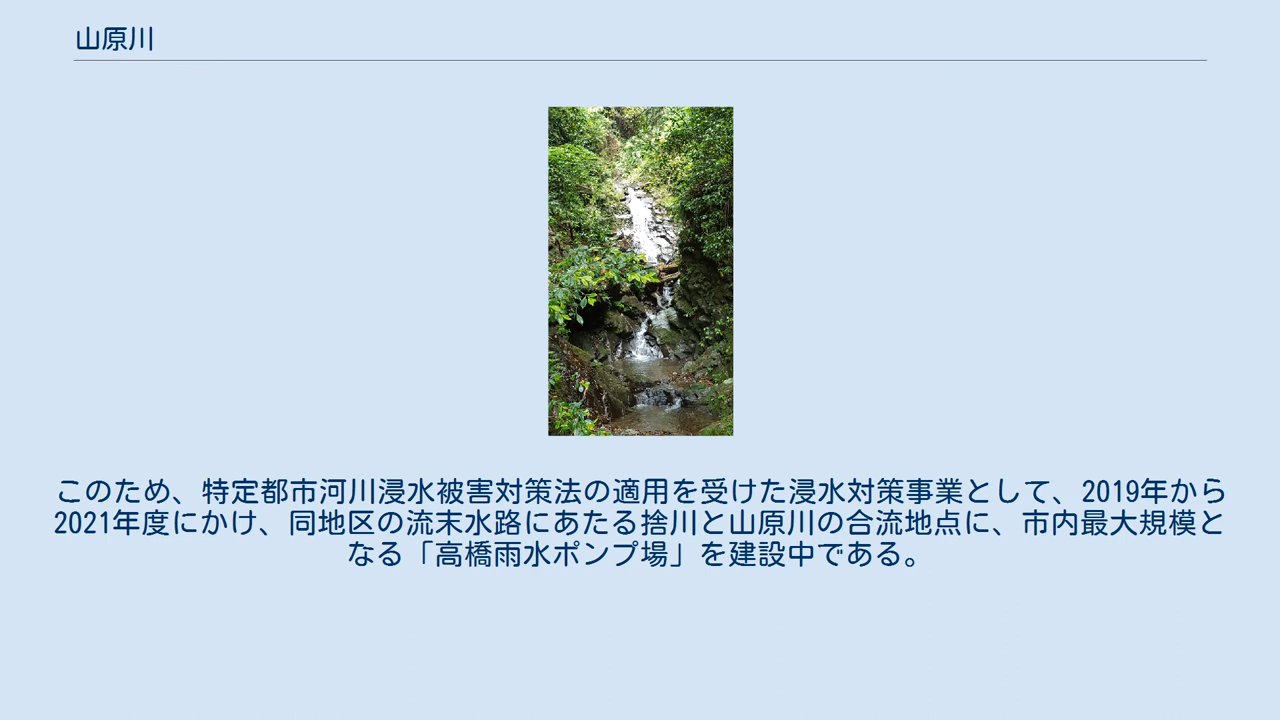 山原川
このため、特定都市河川浸水被害対策法の適用を受けた浸水対策事業として、2019年から
2021年度にかけ、同地区の流末水路にあたる捨川と山原川の合流地点に、市内最大規模と
なる「高橋雨水ポンプ場」を建設中である。